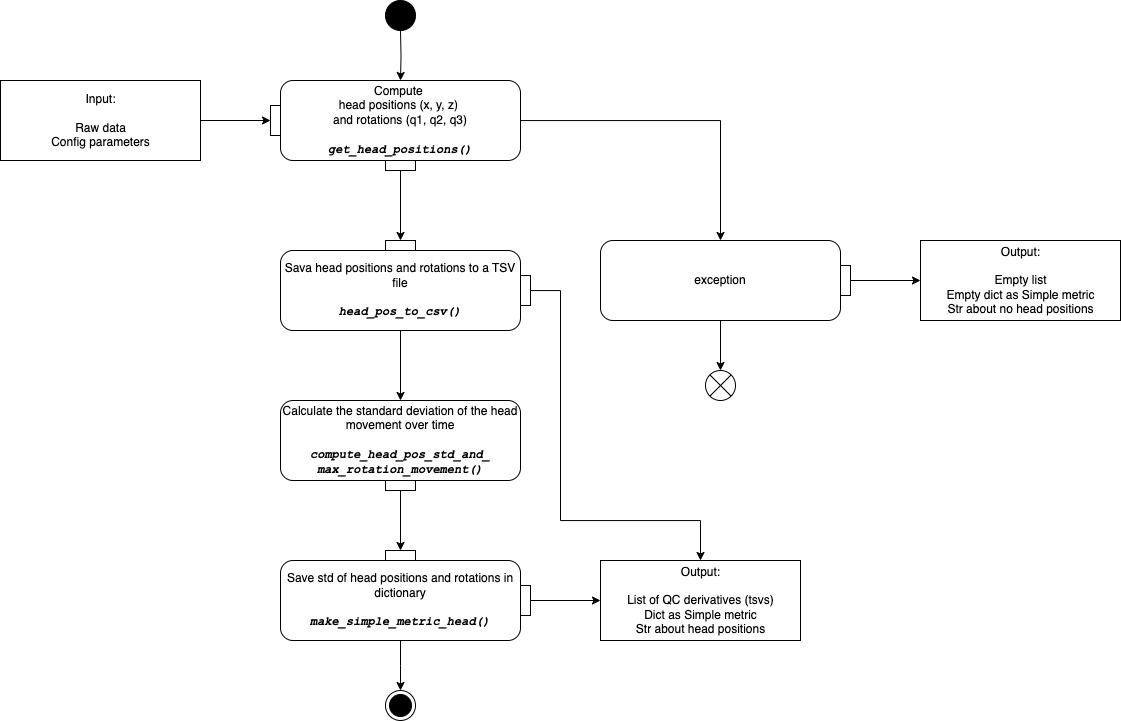 Input:
Raw data
Config parameters
Compute
head positions (x, y, z)
and rotations (q1, q2, q3)
get_head_positions()
Sava head positions and rotations to a TSV
file
head_pos_to_csv()
exception
Output:
Empty list
Empty dict as Simple metric
Str about no head positions
Calculate the standard deviation of the head
movement over time
compute_head_pos_std_and_
max_rotation_movement()
Save std of head positions and rotations in
dictionary
make_simple_metric_head()
Output:
List of QC derivatives (tsvs)
Dict as Simple metric
Str about head positions